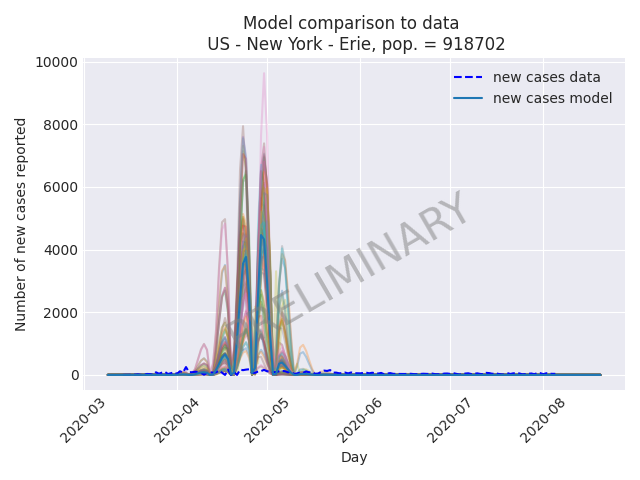 Model comparison to data
US - New York - Erie, pop. = 918702
Number of new cases reported
10000
8000
6000
4000
2000
0
new cases data
new cases model
PRELIMINARY
2020-03
2020-04
2020-05
2020-06
2020-07
2020-08
Day